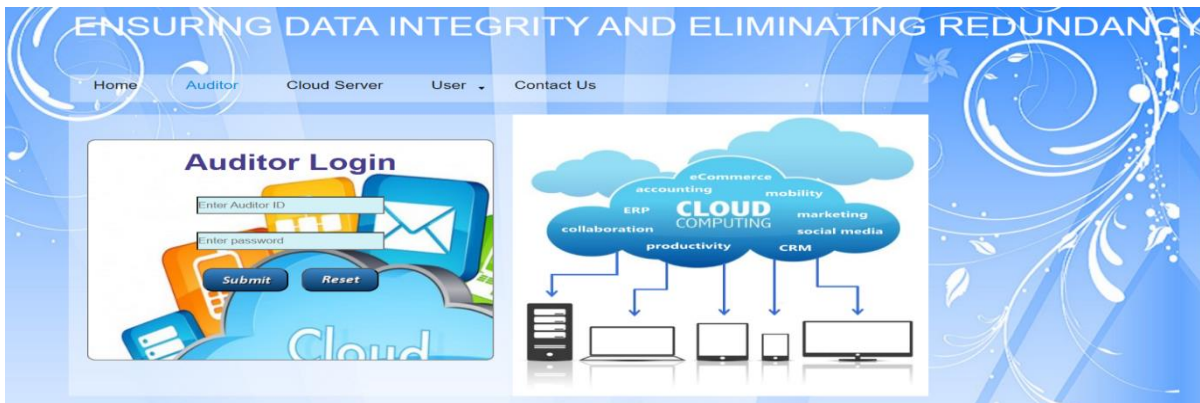 ENSURING DATA INTEGRITY AND ELIMINATING REDUNDANCY
Home Auditor Cloud Server User Contact Us
Auditor Login
Enter Auditor ID
Enter password
Submit Reset
Cloud
eCommerce
accounting mobility
ERP CLOUD marketing
COMPUTING
collaboration social media
productivity CRM